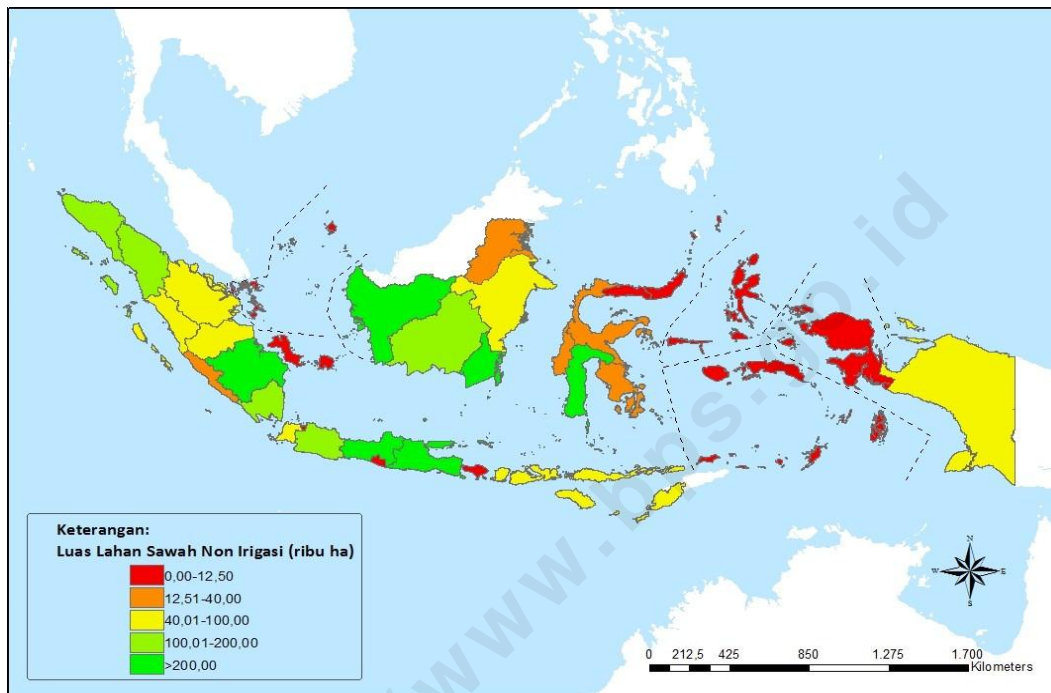 www.bps.go.id
Keterangan:
Luas Lahan Sawah Non Irigasi (ribu ha)
0,00-12,50
12,51-40,00
40,01-100,00
100,01-200,00
>200,00
N
W E
S
0 212,5 425 850 1.275 1.700
Kilometers